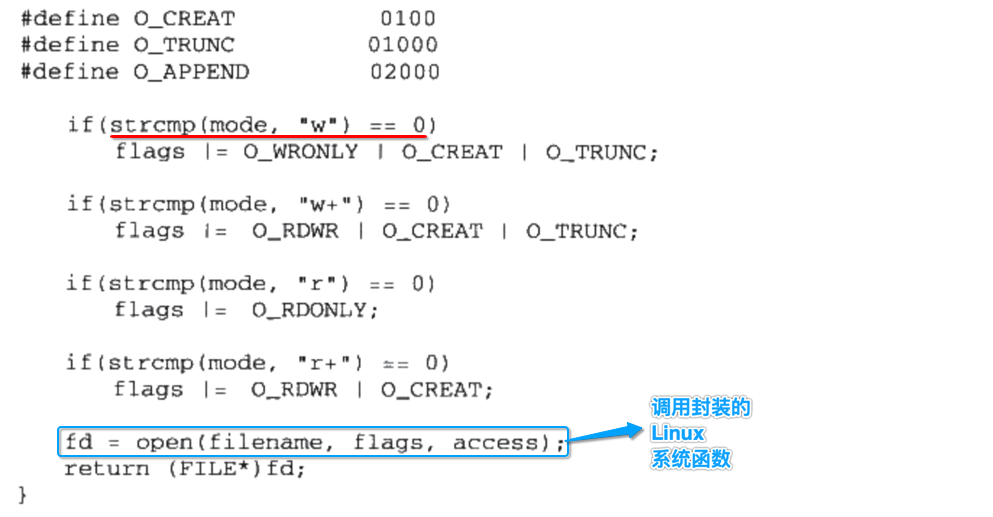 #define O_CREAT 0100
#define O_TRUNC 01000
#define O_APPEND 02000
if(strcmp(mode, "w") == 0)
flags |= O_WRONLY | O_CREAT | O_TRUNC;
if(strcmp(mode, "w+") == 0)
flags |= O_RDWR | O_CREAT | O_TRUNC;
if(strcmp(mode, "r") == 0)
flags |= O_RDONLY;
if(strcmp(mode, "r+") == 0)
flags |= O_RDWR | O_CREAT;
fd = open(filename, flags, access);
return (FILE*)fd;
}
调用封装的
Linux
系统函数